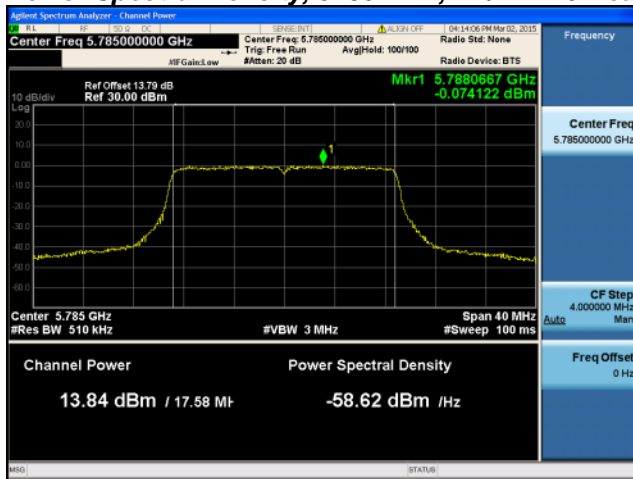 Agilent Spectrum Analyzer - Channel Power
RL RF 50 Ω DC SENSE:INT ALIGN OFF 04:14:06 PM Mar 02, 2015
Center Freq 5.785000000 GHz
Center Freq: 5.785000000 GHz
Radio Std: None
Trig: Free Run Avg|Hold: 100/100
#IFGain:Low #Atten: 20 dB Radio Device: BTS
Frequency
Mkr1 5.7880667 GHz
-0.074122 dBm
Ref Offset 13.79 dB
10 dB/div Ref 30.00 dBm
Log
20.0
10.0
0.00
-10.0
-20.0
-30.0
-40.0
-50.0
-60.0
1
Center Freq
5.785000000 GHz
Center 5.785 GHz Span 40 MHz
#Res BW 510 kHz #VBW 3 MHz #Sweep 100 ms
CF Step
4.000000 MHz
Auto Man
Channel Power Power Spectral Density
13.84 dBm / 17.58 MH -58.62 dBm /Hz
Freq Offset
0 Hz
MSG STATUS